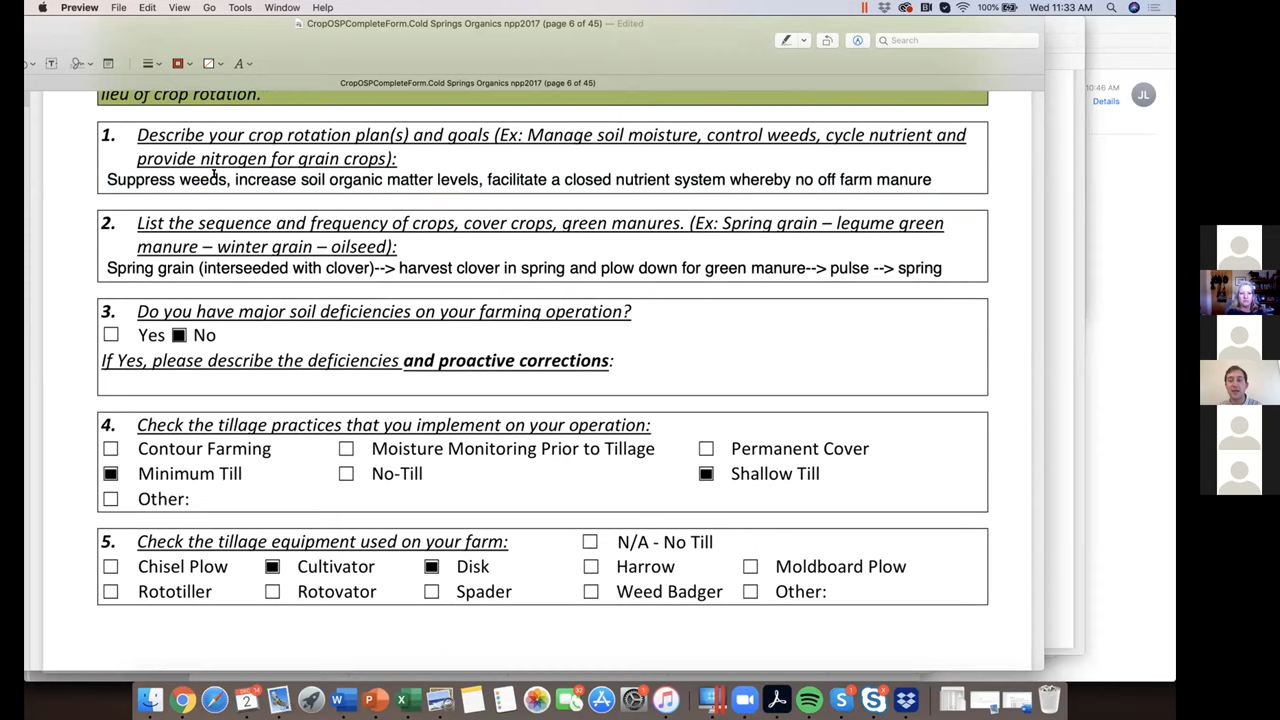 Preview File Edit View Go Tools Window Help 100% Wed 11:33 AM
CropOSPCompleteForm.Cold Springs Organics npp2017 (page 6 of 45) — Edited
Search
CropOSPCompleteForm.Cold Springs Organics npp2017 (page 6 of 45)
10:46 AM
Details
JL
lieu of crop rotation.
1. Describe your crop rotation plan(s) and goals (Ex: Manage soil moisture, control weeds, cycle nutrient and
provide nitrogen for grain crops):
Suppress weeds, increase soil organic matter levels, facilitate a closed nutrient system whereby no off farm manure
2. List the sequence and frequency of crops, cover crops, green manures. (Ex: Spring grain – legume green
manure – winter grain – oilseed):
Spring grain (interseeded with clover)--> harvest clover in spring and plow down for green manure--> pulse --> spring
3. Do you have major soil deficiencies on your farming operation?
Yes No
If Yes, please describe the deficiencies and proactive corrections:
4. Check the tillage practices that you implement on your operation:
Contour Farming Moisture Monitoring Prior to Tillage Permanent Cover
Minimum Till No-Till Shallow Till
Other:
5. Check the tillage equipment used on your farm: N/A - No Till
Chisel Plow Cultivator Disk Harrow Moldboard Plow
Rototiller Rotovator Spader Weed Badger Other: